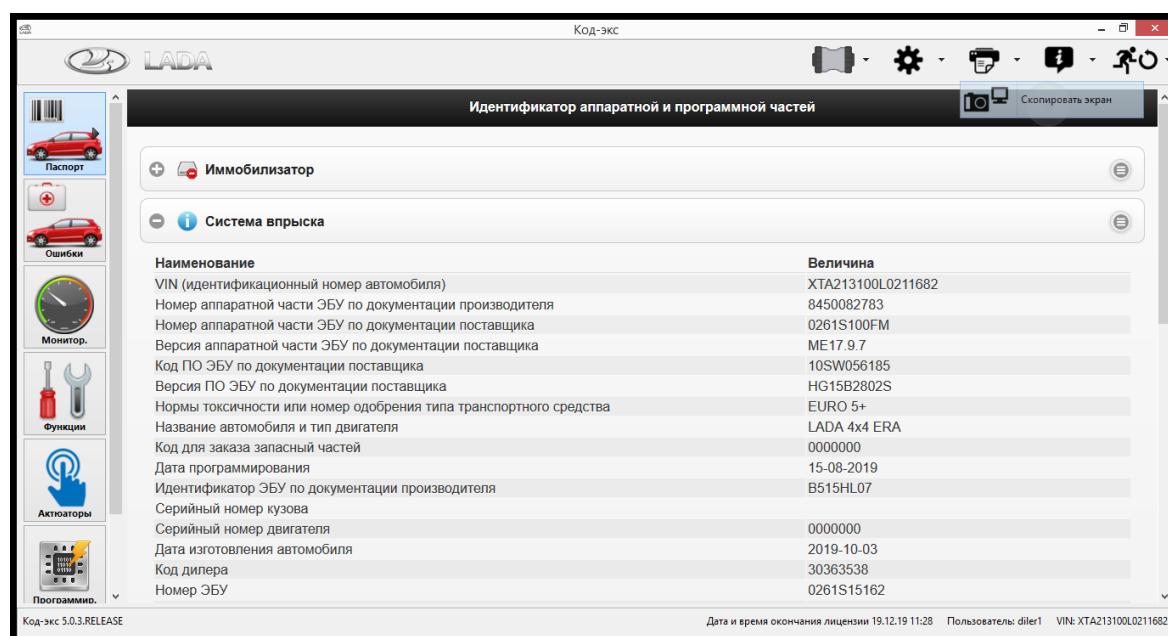 Код-экс
LADA
Скопировать экран
Идентификатор аппаратной и программной частей
Паспорт
Ошибки
Монитор.
Функции
Актюаторы
Программир.
Иммобилизатор
Система впрыска
Наименование Величина
VIN (идентификационный номер автомобиля) XTA213100L0211682
Номер аппаратной части ЭБУ по документации производителя 8450082783
Номер аппаратной части ЭБУ по документации поставщика 0261S100FM
Версия аппаратной части ЭБУ по документации поставщика ME17.9.7
Код ПО ЭБУ по документации поставщика 10SW056185
Версия ПО ЭБУ по документации поставщика HG15B2802S
Нормы токсичности или номер одобрения типа транспортного средства EURO 5+
Название автомобиля и тип двигателя LADA 4x4 ERA
Код для заказа запасный частей 0000000
Дата программирования 15-08-2019
Идентификатор ЭБУ по документации производителя B515HL07
Серийный номер кузова
Серийный номер двигателя 0000000
Дата изготовления автомобиля 2019-10-03
Код дилера 30363538
Номер ЭБУ 0261S15162
Код-экс 5.0.3.RELEASE Дата и время окончания лицензии 19.12.19 11:28 Пользователь: diler1 VIN: XTA213100L0211682